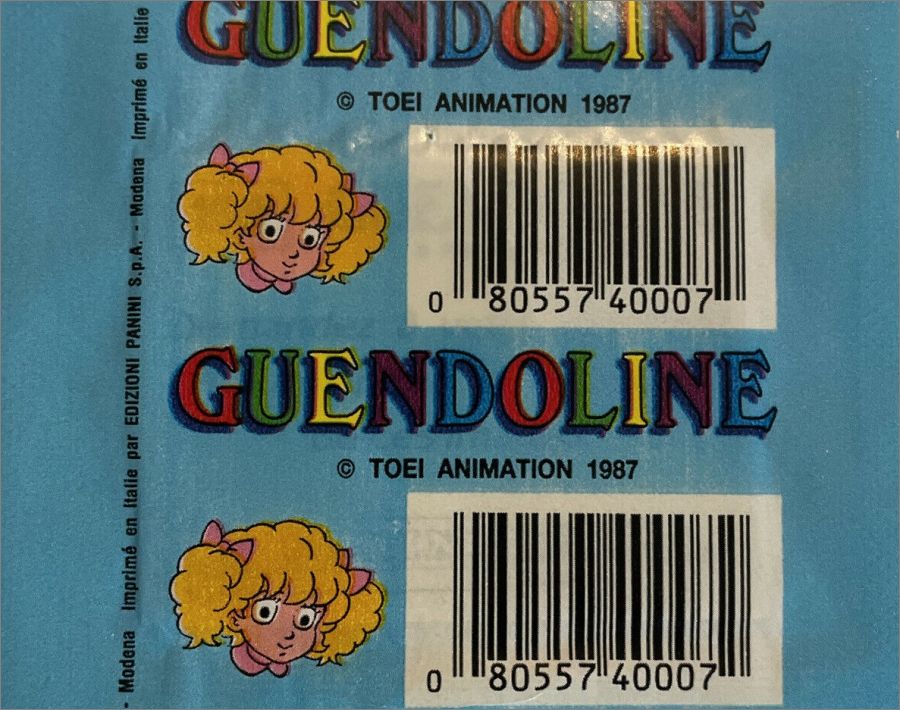 GUENDOLINE
© TOEI ANIMATION 1987
0 80557 40007
GUENDOLINE
© TOEI ANIMATION 1987
0 80557 40007
- Modena Imprimé en Italie par EDIZIONI PANINI S.p.A. - Modena Imprimé en Italie